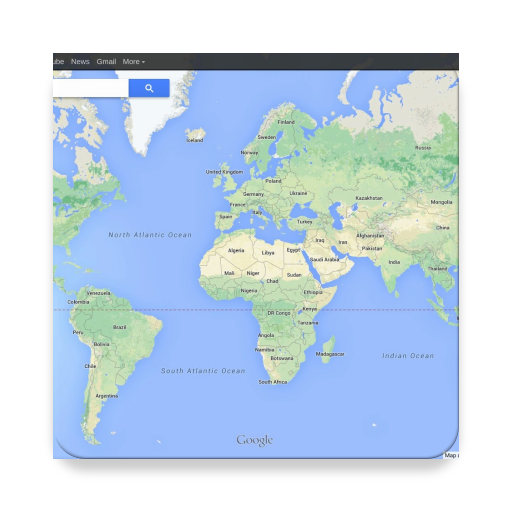 ube News Gmail More
Finland
Sweden
Iceland
Norway
Russia
United Kingdom
Poland
Germany
Ukraine
Kazakhstan
France
Mongolia
Spain
Italy
Turkey
China
North Atlantic Ocean
Afghanistan
Iraq
Iran
Pakistan
Algeria
Libya
Egypt
Saudi Arabia
India
Thailand
Mali
Niger
Chad
Sudan
Venezuela
Nigeria
Ethiopia
Colombia
Kenya
DR Congo
Tanzania
Brazil
Peru
Angola
Bolivia
Namibia
Madagascar
Indian Ocean
Botswana
Chile
South Atlantic Ocean
South Africa
Argentina
Google
Map